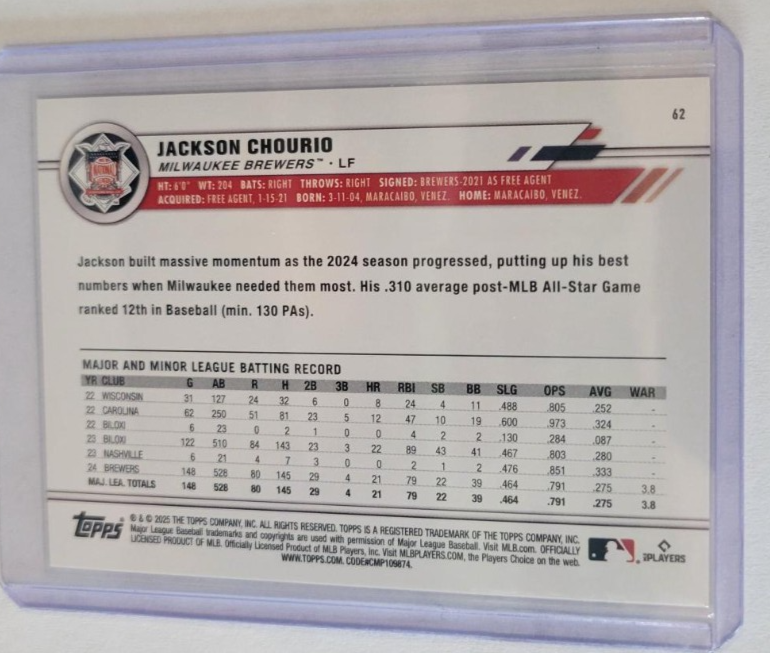 62
JACKSON CHOURIO
MILWAUKEE BREWERS™ • LF
HT: 6'0" WT: 204 BATS: RIGHT THROWS: RIGHT SIGNED: BREWERS-2021 AS FREE AGENT
ACQUIRED: FREE AGENT, 1-15-21 BORN: 3-11-04, MARACAIBO, VENEZ. HOME: MARACAIBO, VENEZ.
Jackson built massive momentum as the 2024 season progressed, putting up his best
numbers when Milwaukee needed them most. His .310 average post-MLB All-Star Game
ranked 12th in Baseball (min. 130 PAs).
MAJOR AND MINOR LEAGUE BATTING RECORD
YR CLUB G AB R H 2B 3B HR RBI SB BB SLG OPS AVG WAR
22 WISCONSIN 31 127 24 32 6 0 8 24 4 11 .488 .805 .252 -
22 CAROLINA 62 250 51 81 23 5 12 47 10 19 .600 .973 .324 -
22 BILOXI 6 23 0 2 1 0 0 4 2 2 .130 .284 .087 -
23 BILOXI 122 510 84 143 23 3 22 89 43 41 .467 .803 .280 -
23 NASHVILLE 6 21 4 7 3 0 0 2 1 2 .476 .851 .333 -
24 BREWERS 148 528 80 145 29 4 21 79 22 39 .464 .791 .275 3.8
MAJ. LEA. TOTALS 148 528 80 145 29 4 21 79 22 39 .464 .791 .275 3.8
topps ® & © 2025 THE TOPPS COMPANY, INC. ALL RIGHTS RESERVED. TOPPS IS A REGISTERED TRADEMARK OF THE TOPPS COMPANY, INC.
Major League Baseball trademarks and copyrights are used with permission of Major League Baseball. Visit MLB.com. OFFICIALLY
LICENSED PRODUCT OF MLB. Officially Licensed Product of MLB Players, Inc. Visit MLBPLAYERS.COM, the Players Choice on the web.
WWW.TOPPS.COM. CODE#CMP109874.
PLAYERS